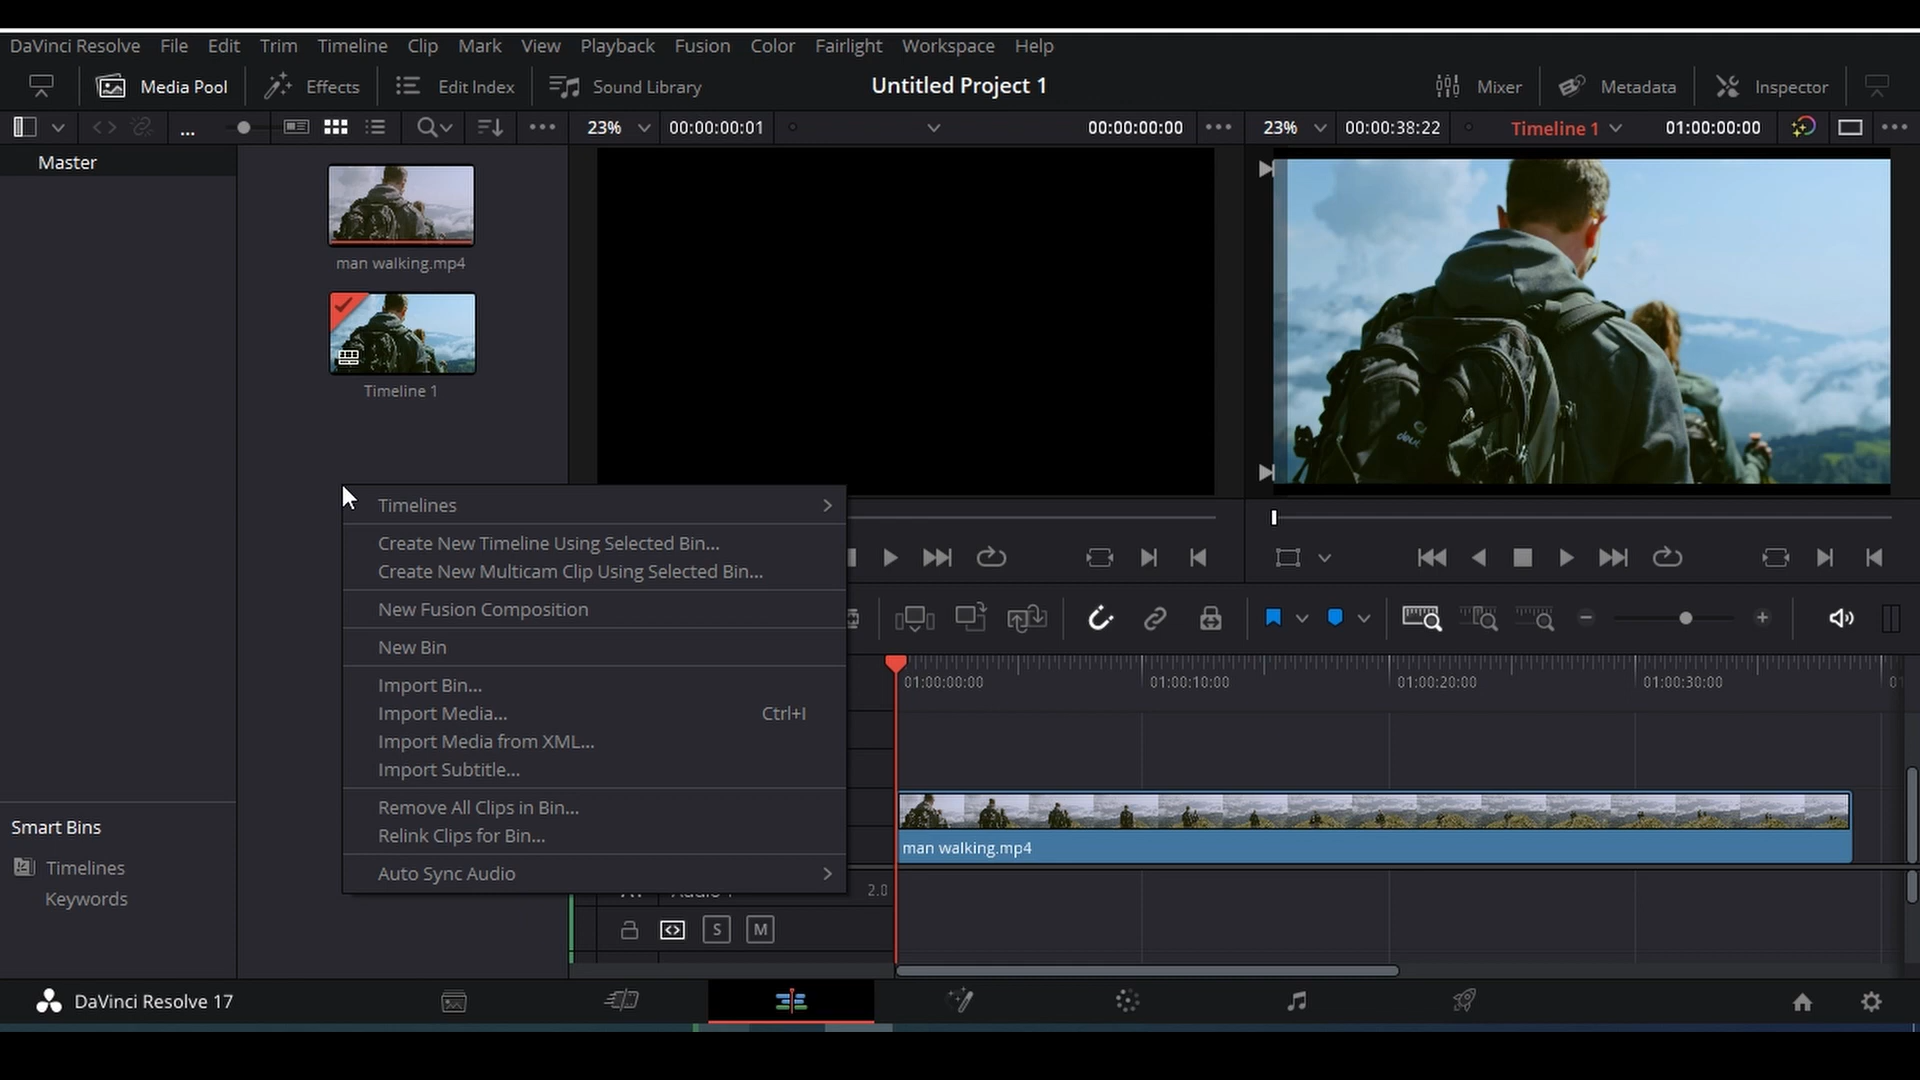 DaVinci Resolve File Edit Trim Timeline Clip Mark View Playback Fusion Color Fairlight Workspace Help
Media Pool Effects Edit Index Sound Library Untitled Project 1 Mixer Metadata Inspector
... 23% 00:00:00:01 00:00:00:00 23% 00:00:38:22 Timeline 1 01:00:00:00
Master
man walking.mp4
Timeline 1
Timelines
Create New Timeline Using Selected Bin...
Create New Multicam Clip Using Selected Bin...
New Fusion Composition
New Bin
Import Bin...
Import Media... Ctrl+I
Import Media from XML...
Import Subtitle...
Remove All Clips in Bin...
Relink Clips for Bin...
Auto Sync Audio
01:00:00:00 01:00:10:00 01:00:20:00 01:00:30:00
man walking.mp4
2.0
S M
Smart Bins
Timelines
Keywords
DaVinci Resolve 17